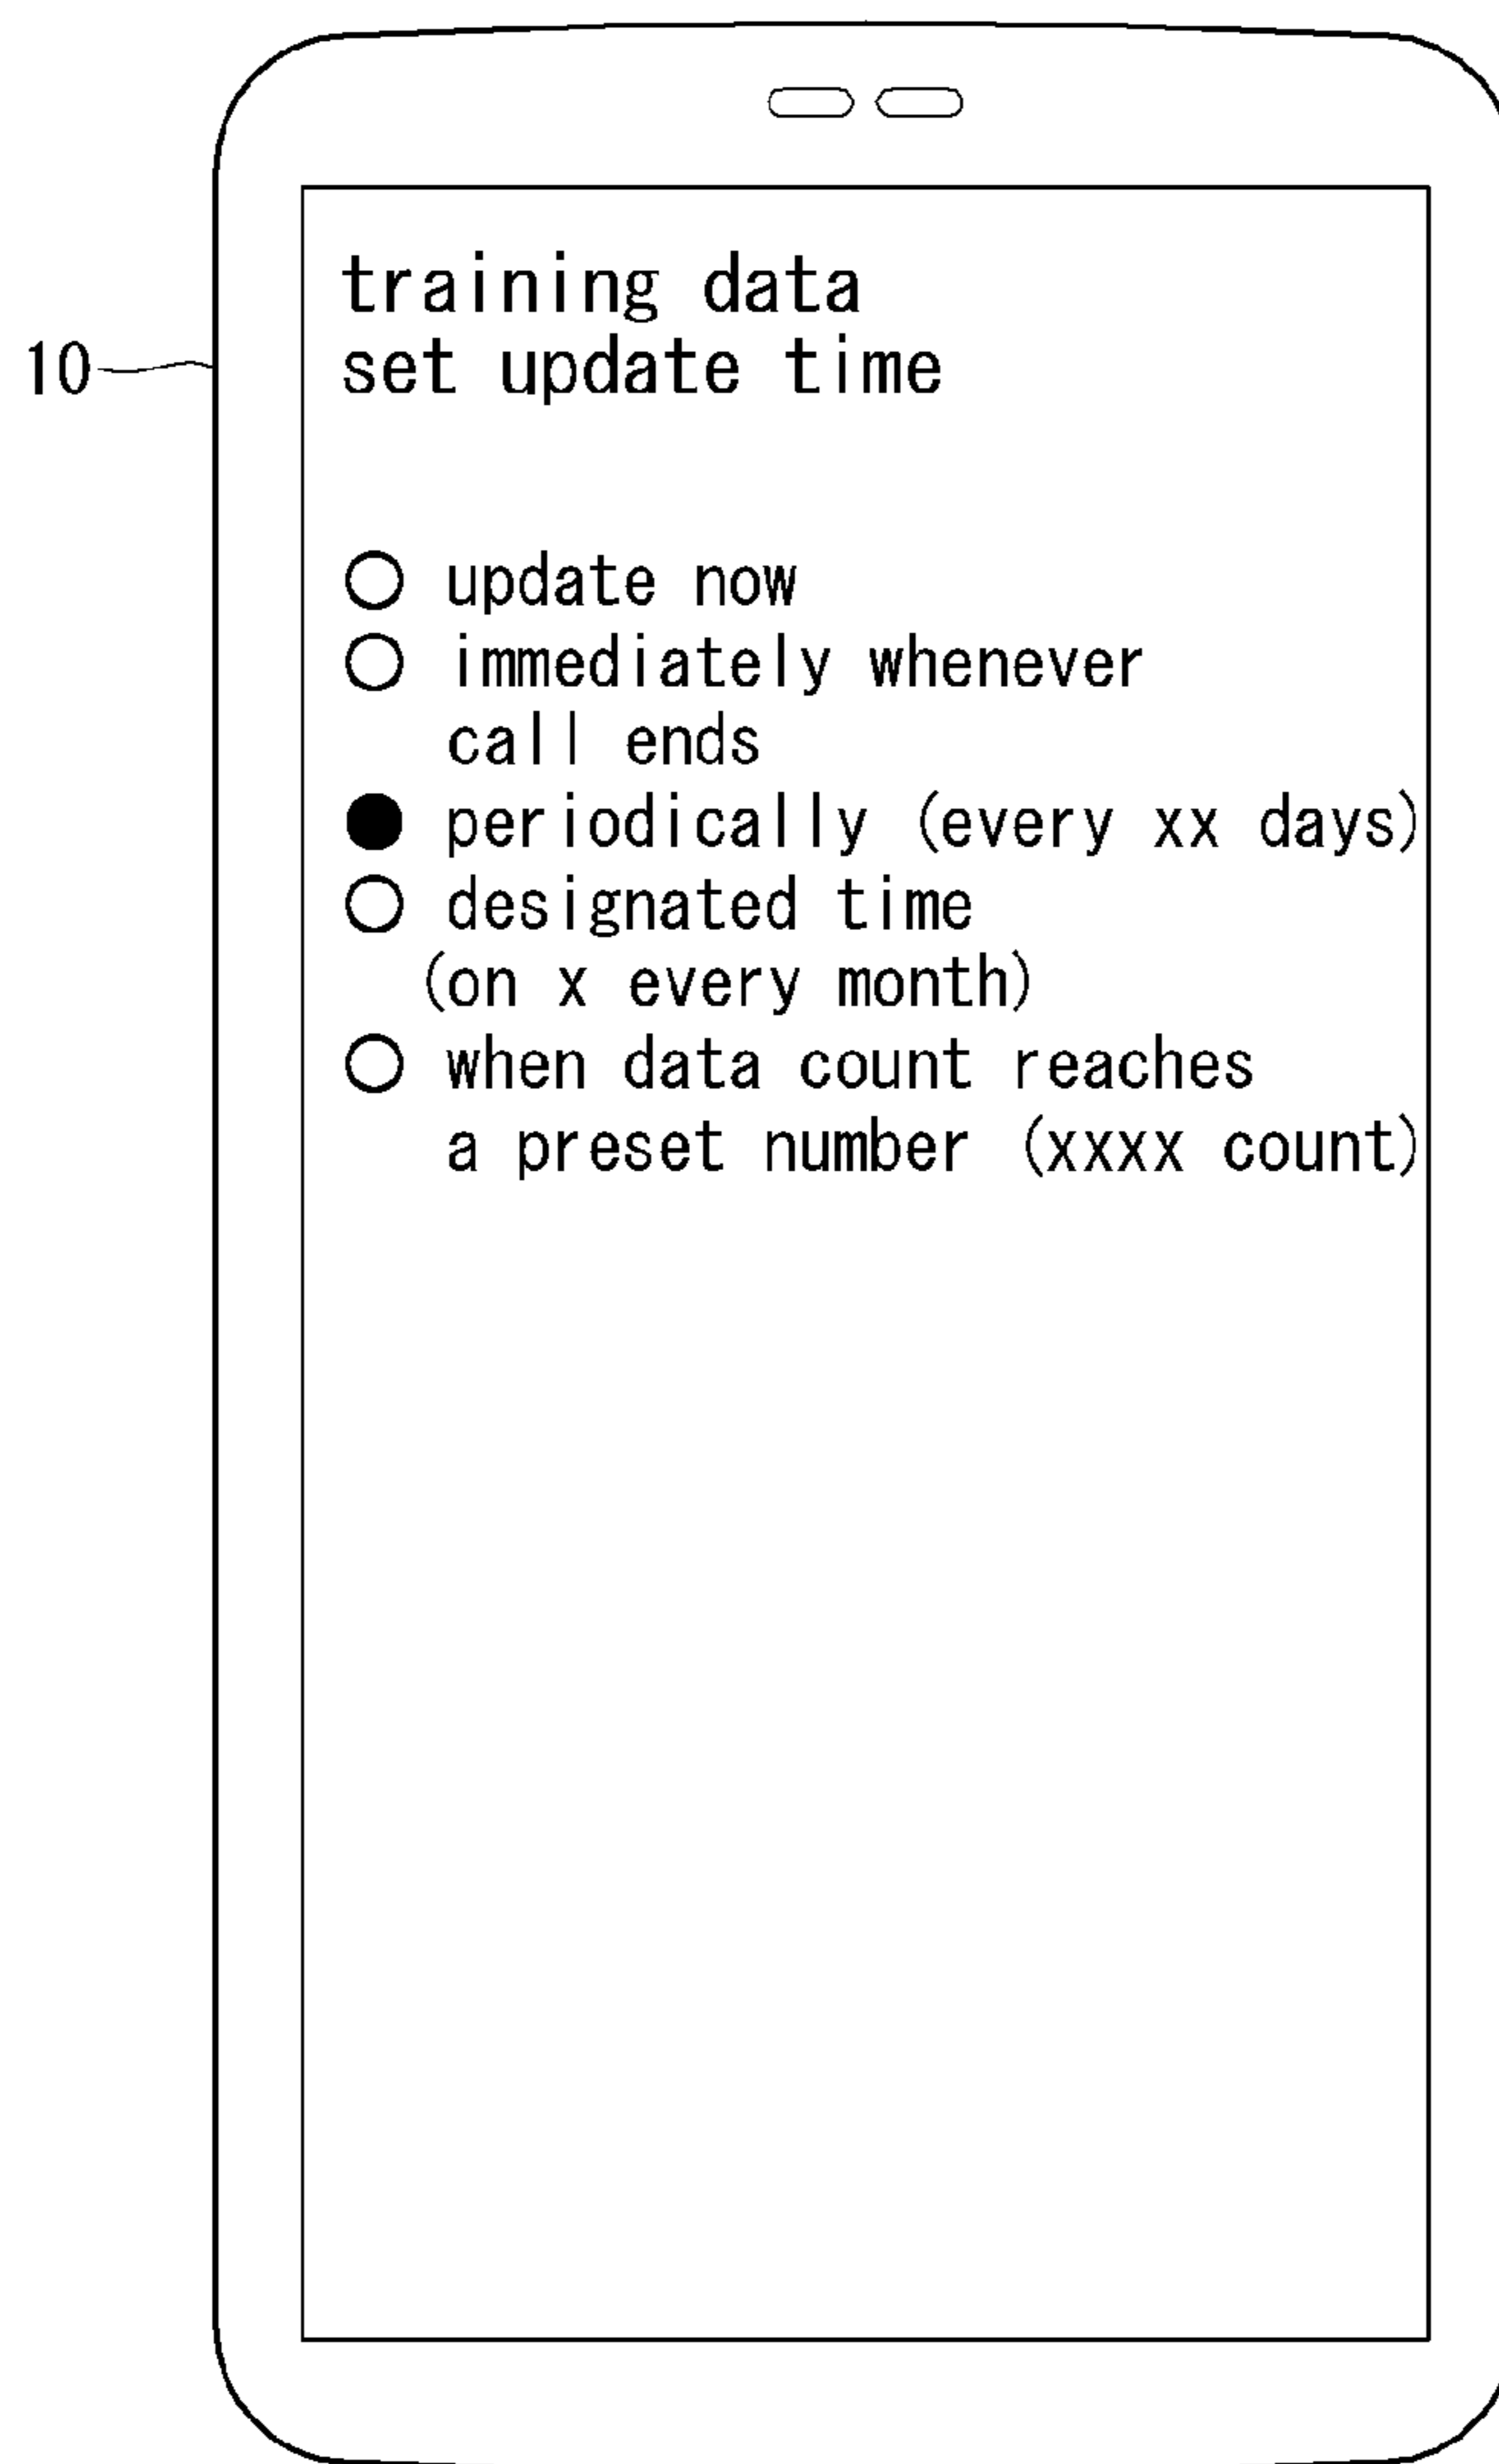 training data
set update time
10
update now
immediately whenever
call ends
periodically (every xx days)
designated time
(on x every month)
when data count reaches
a preset number (xxxx count)